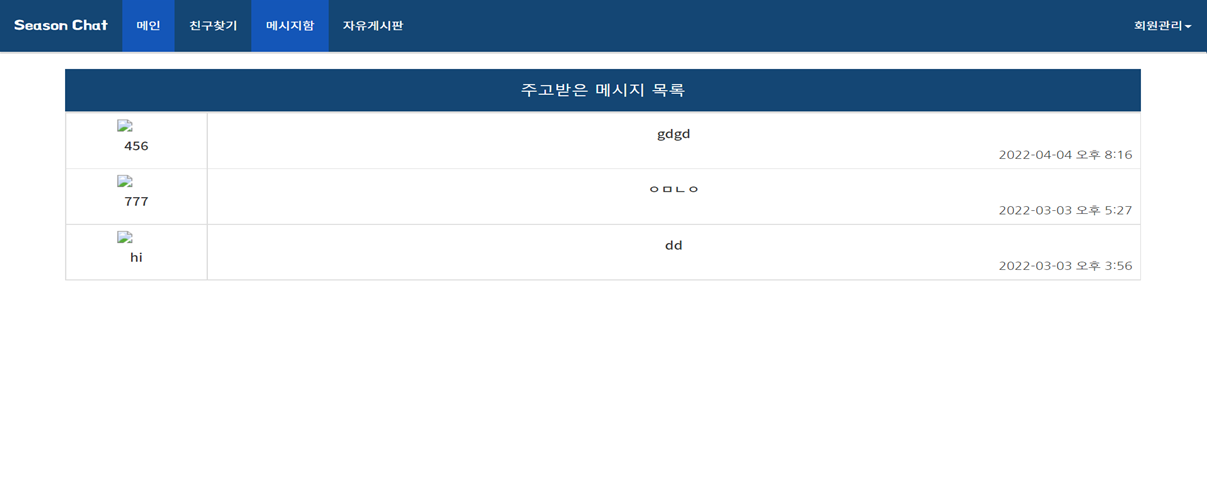 Season Chat 메인 친구찾기 메시지함 자유게시판 회원관리
주고받은 메시지 목록
456
gdgd
2022-04-04 오후 8:16
777
ㅇㅁㄴㅇ
2022-03-03 오후 5:27
hi
dd
2022-03-03 오후 3:56